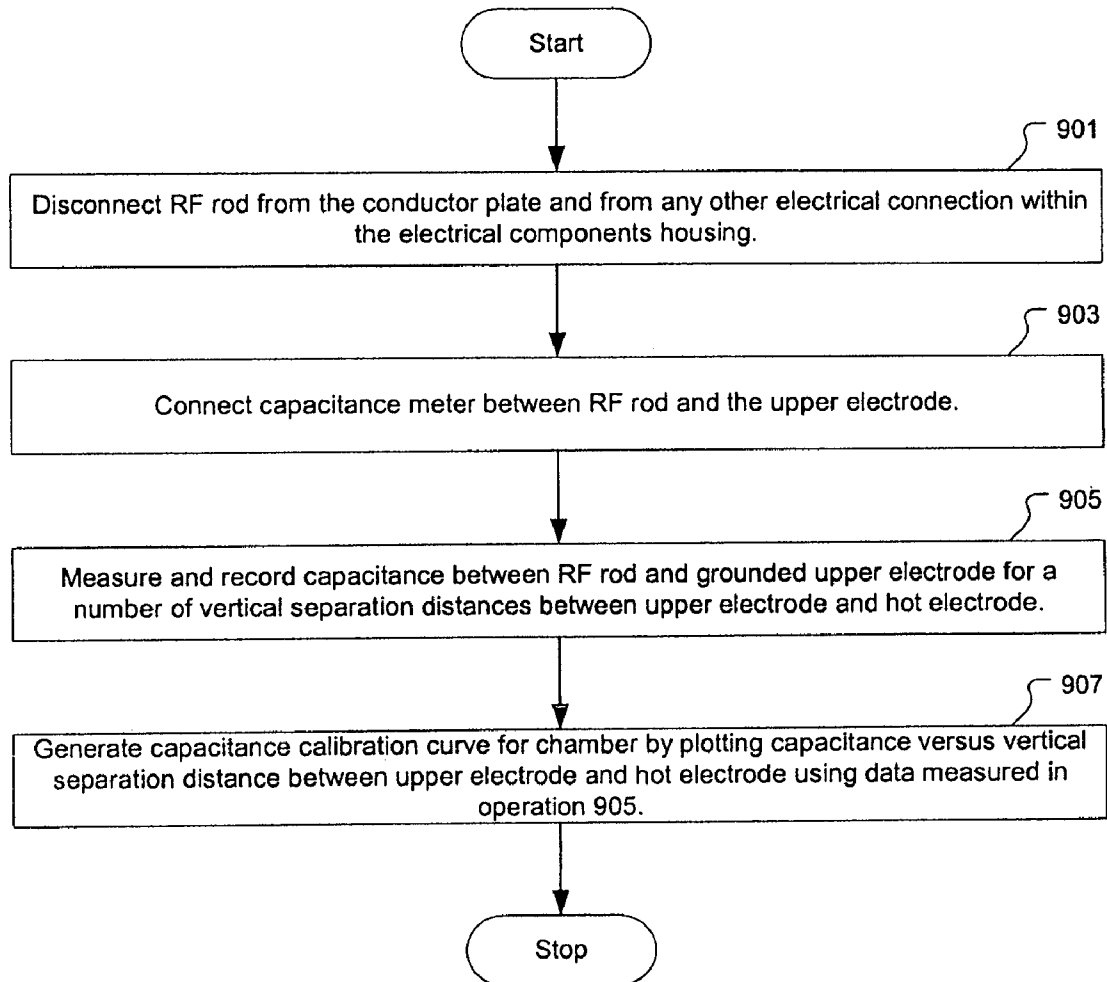 Start
901
Disconnect RF rod from the conductor plate and from any other electrical connection within
the electrical components housing.
903
Connect capacitance meter between RF rod and the upper electrode.
905
Measure and record capacitance between RF rod and grounded upper electrode for a
number of vertical separation distances between upper electrode and hot electrode.
907
Generate capacitance calibration curve for chamber by plotting capacitance versus vertical
separation distance between upper electrode and hot electrode using data measured in
operation 905.
Stop